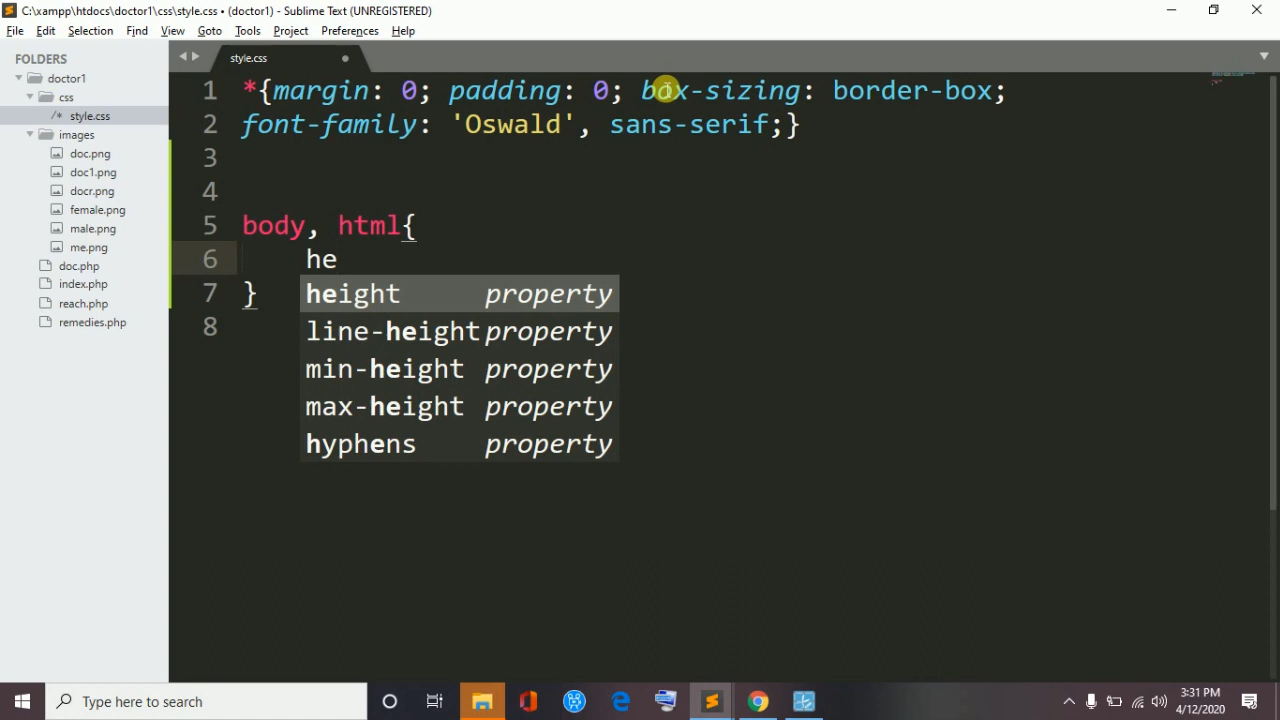 C:\xampp\htdocs\doctor1\css\style.css • (doctor1) - Sublime Text (UNREGISTERED)
File Edit Selection Find View Goto Tools Project Preferences Help
FOLDERS
doctor1
css
/* style.css
images
doc.png
doc1.png
docr.png
female.png
male.png
me.png
doc.php
index.php
reach.php
remedies.php
style.css
1 *{margin: 0; padding: 0; box-sizing: border-box;
2 font-family: 'Oswald', sans-serif;}
3
4
5 body, html{
6 he
7 }
8
height property
line-height property
min-height property
max-height property
hyphens property
Type here to search
3:31 PM
4/12/2020